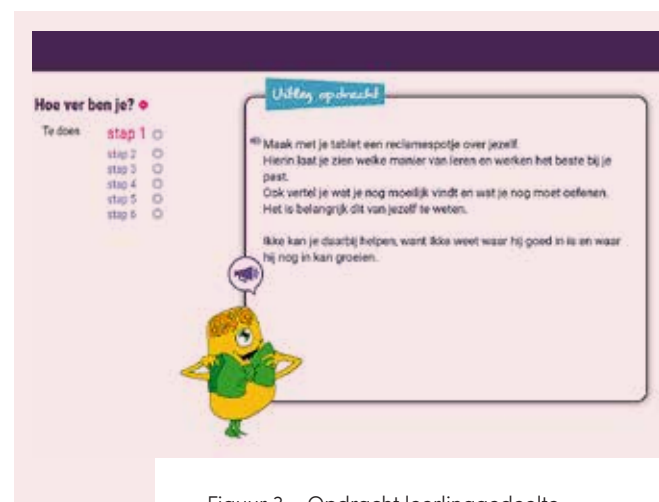 Uitleg opdracht
Hoe ver ben je?
Te doen
stap 1
stap 2
stap 3
stap 4
stap 5
stap 6
Maak met je tablet een reclamespotje over jezelf.
Hierin laat je zien welke manier van leren en werken het beste bij je
past.
Ook vertel je wat je nog moeilijk vindt en wat je nog moet oefenen.
Het is belangrijk dit van jezelf te weten.
Ikke kan je daarbij helpen, want Ikke weet waar hij goed in is en waar
hij nog in kan groeien.
Figuur 3 Opdracht leerlinggedeelte